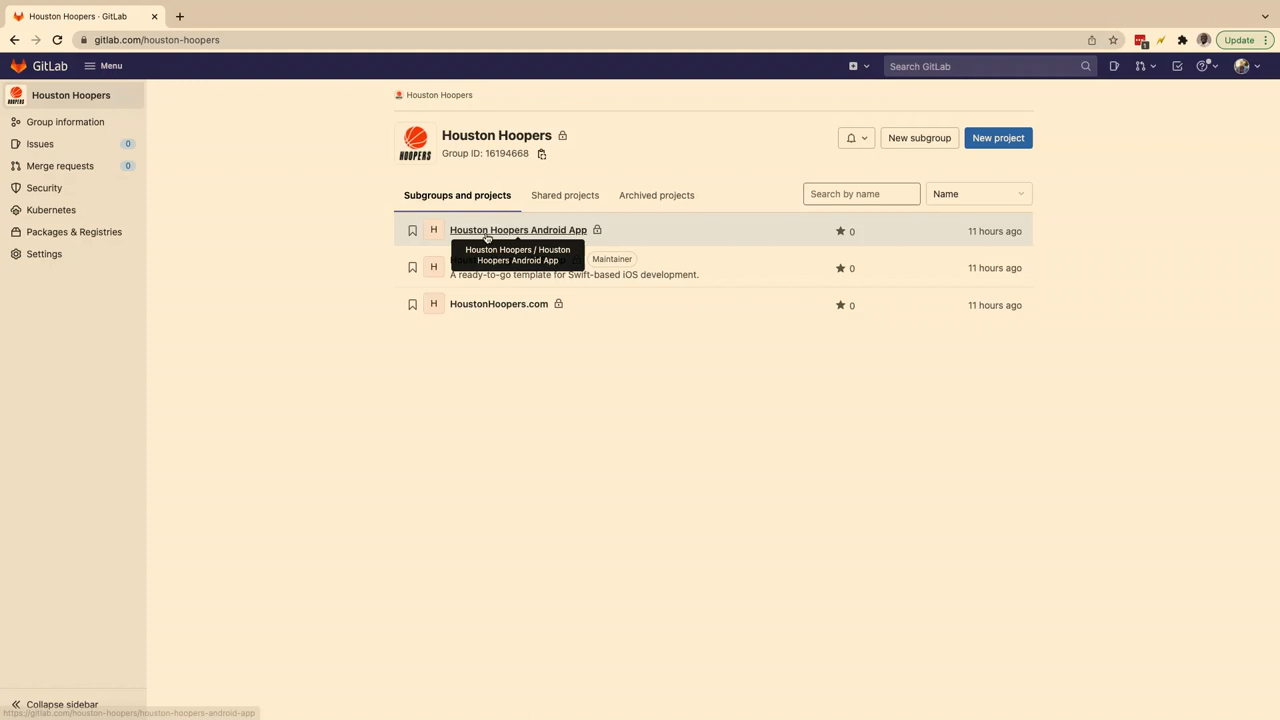 Houston Hoopers · GitLab
gitlab.com/houston-hoopers
1
Update
GitLab
Menu
Search GitLab
HOOPERS
Houston Hoopers
Group information
Issues 0
Merge requests 0
Security
Kubernetes
Packages & Registries
Settings
Houston Hoopers
HOOPERS
Houston Hoopers
Group ID: 16194668
New subgroup
New project
Subgroups and projects
Shared projects
Archived projects
Search by name
Name
H
Houston Hoopers Android App
0
11 hours ago
Houston Hoopers / Houston
Hoopers Android App
H
Maintainer
A ready-to-go template for Swift-based iOS development.
0
11 hours ago
H
HoustonHoopers.com
0
11 hours ago
Collapse sidebar
https://gitlab.com/houston-hoopers/houston-hoopers-android-app